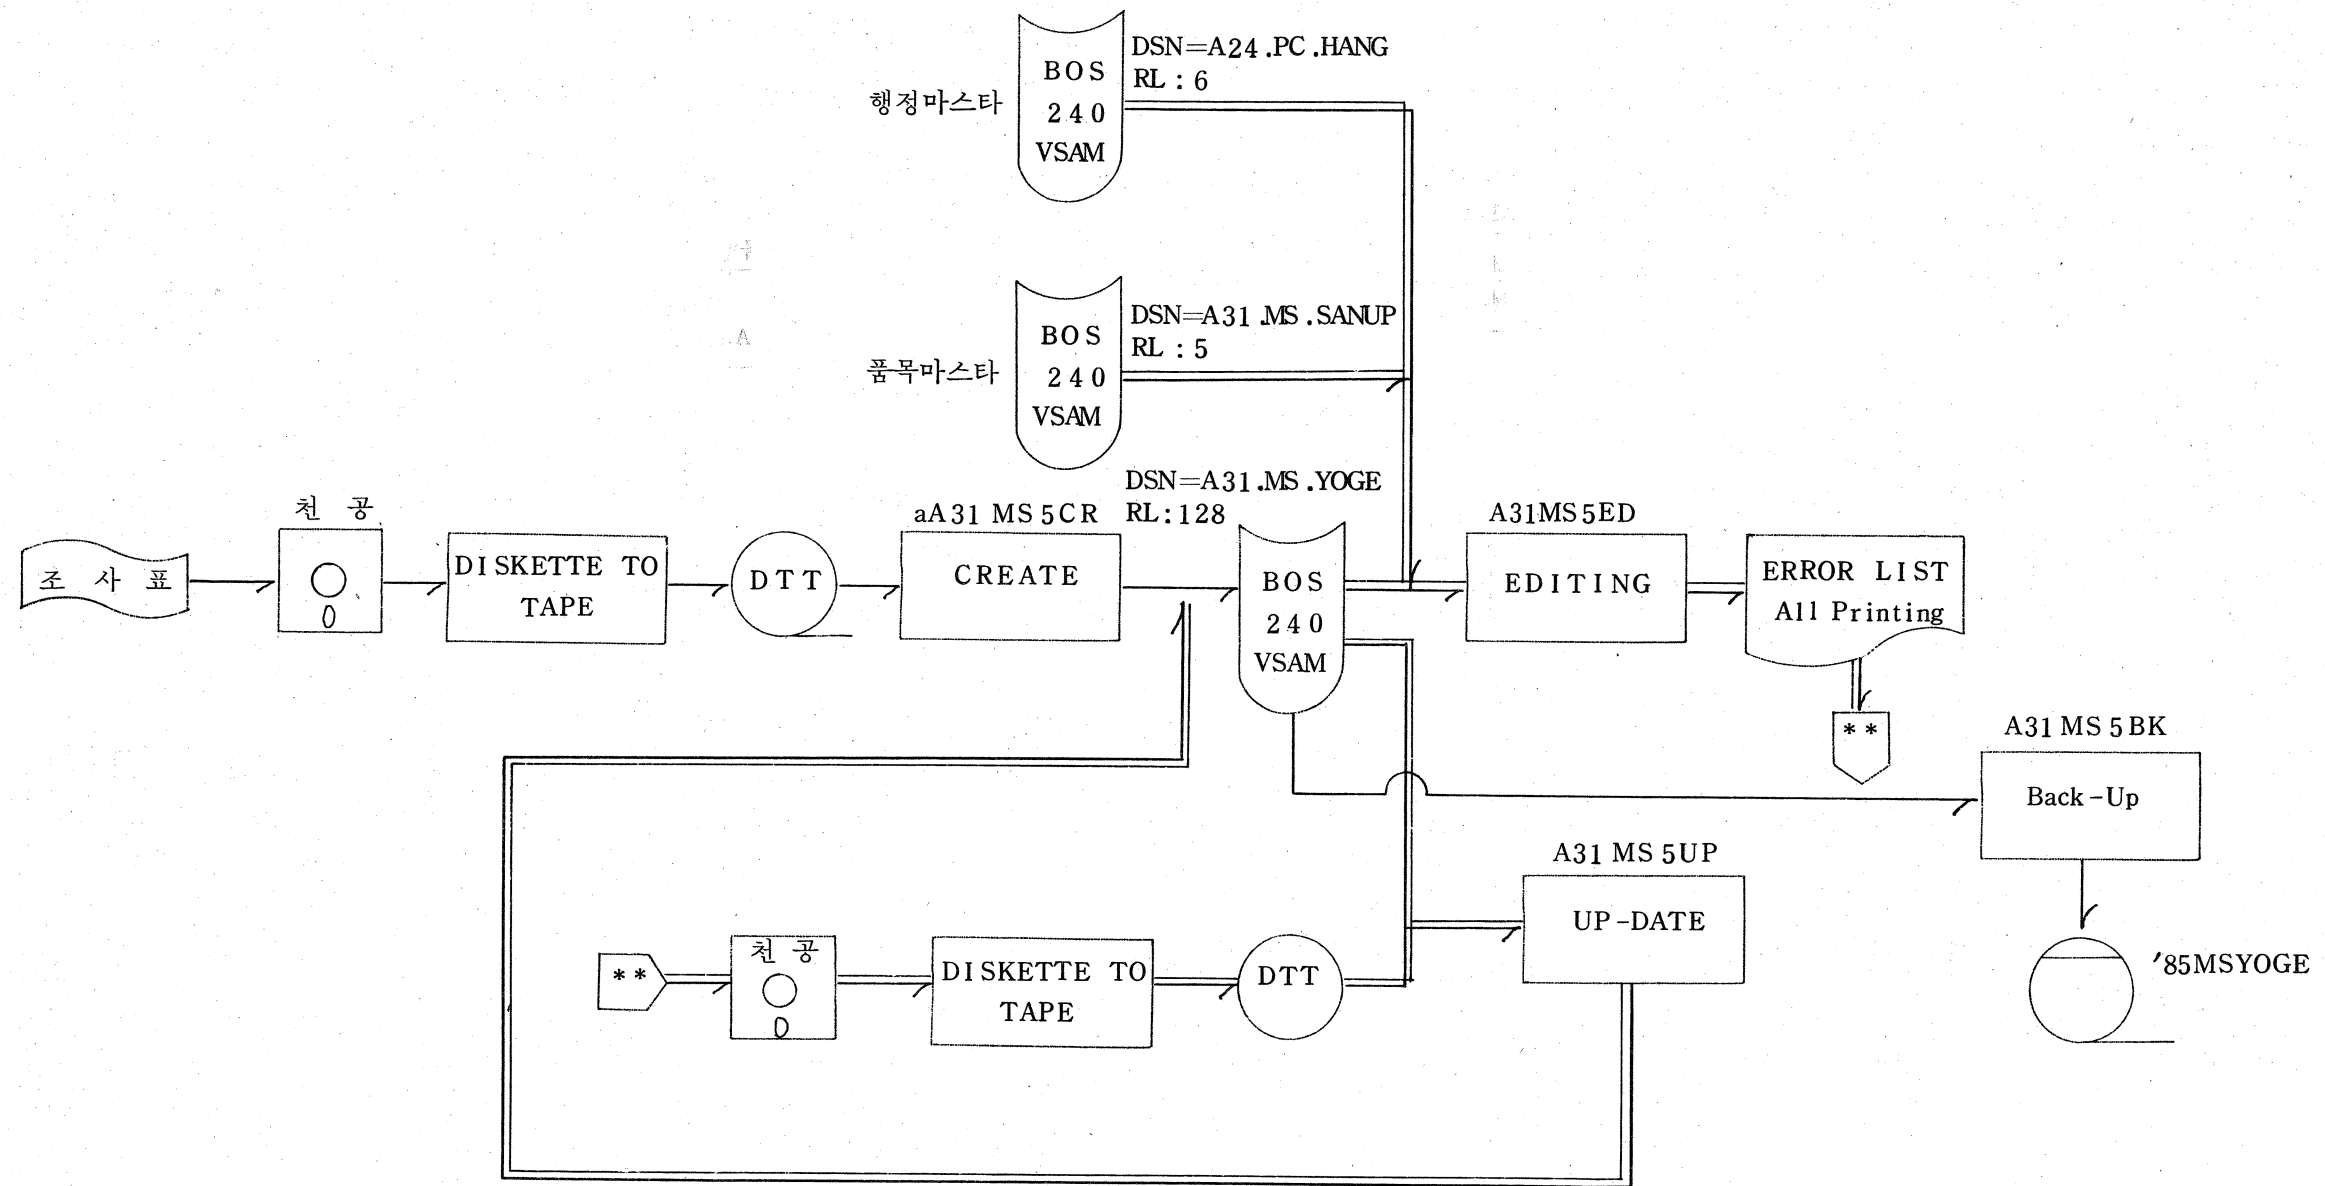 DSN=A24.PC.HANG
RL : 6
행정마스타
BOS
240
VSAM
DSN=A31.MS.SANUP
RL : 5
품목마스타
BOS
240
VSAM
조 사 표
천 공
DISKETTE TO
TAPE
DTT
aA31 MS 5CR
CREATE
DSN=A31.MS.YOGE
RL:128
BOS
240
VSAM
A31MS5ED
EDITING
ERROR LIST
All Printing
**
A31 MS 5BK
Back-Up
'85MSYOGE
A31 MS 5UP
UP-DATE
**
천 공
DISKETTE TO
TAPE
DTT